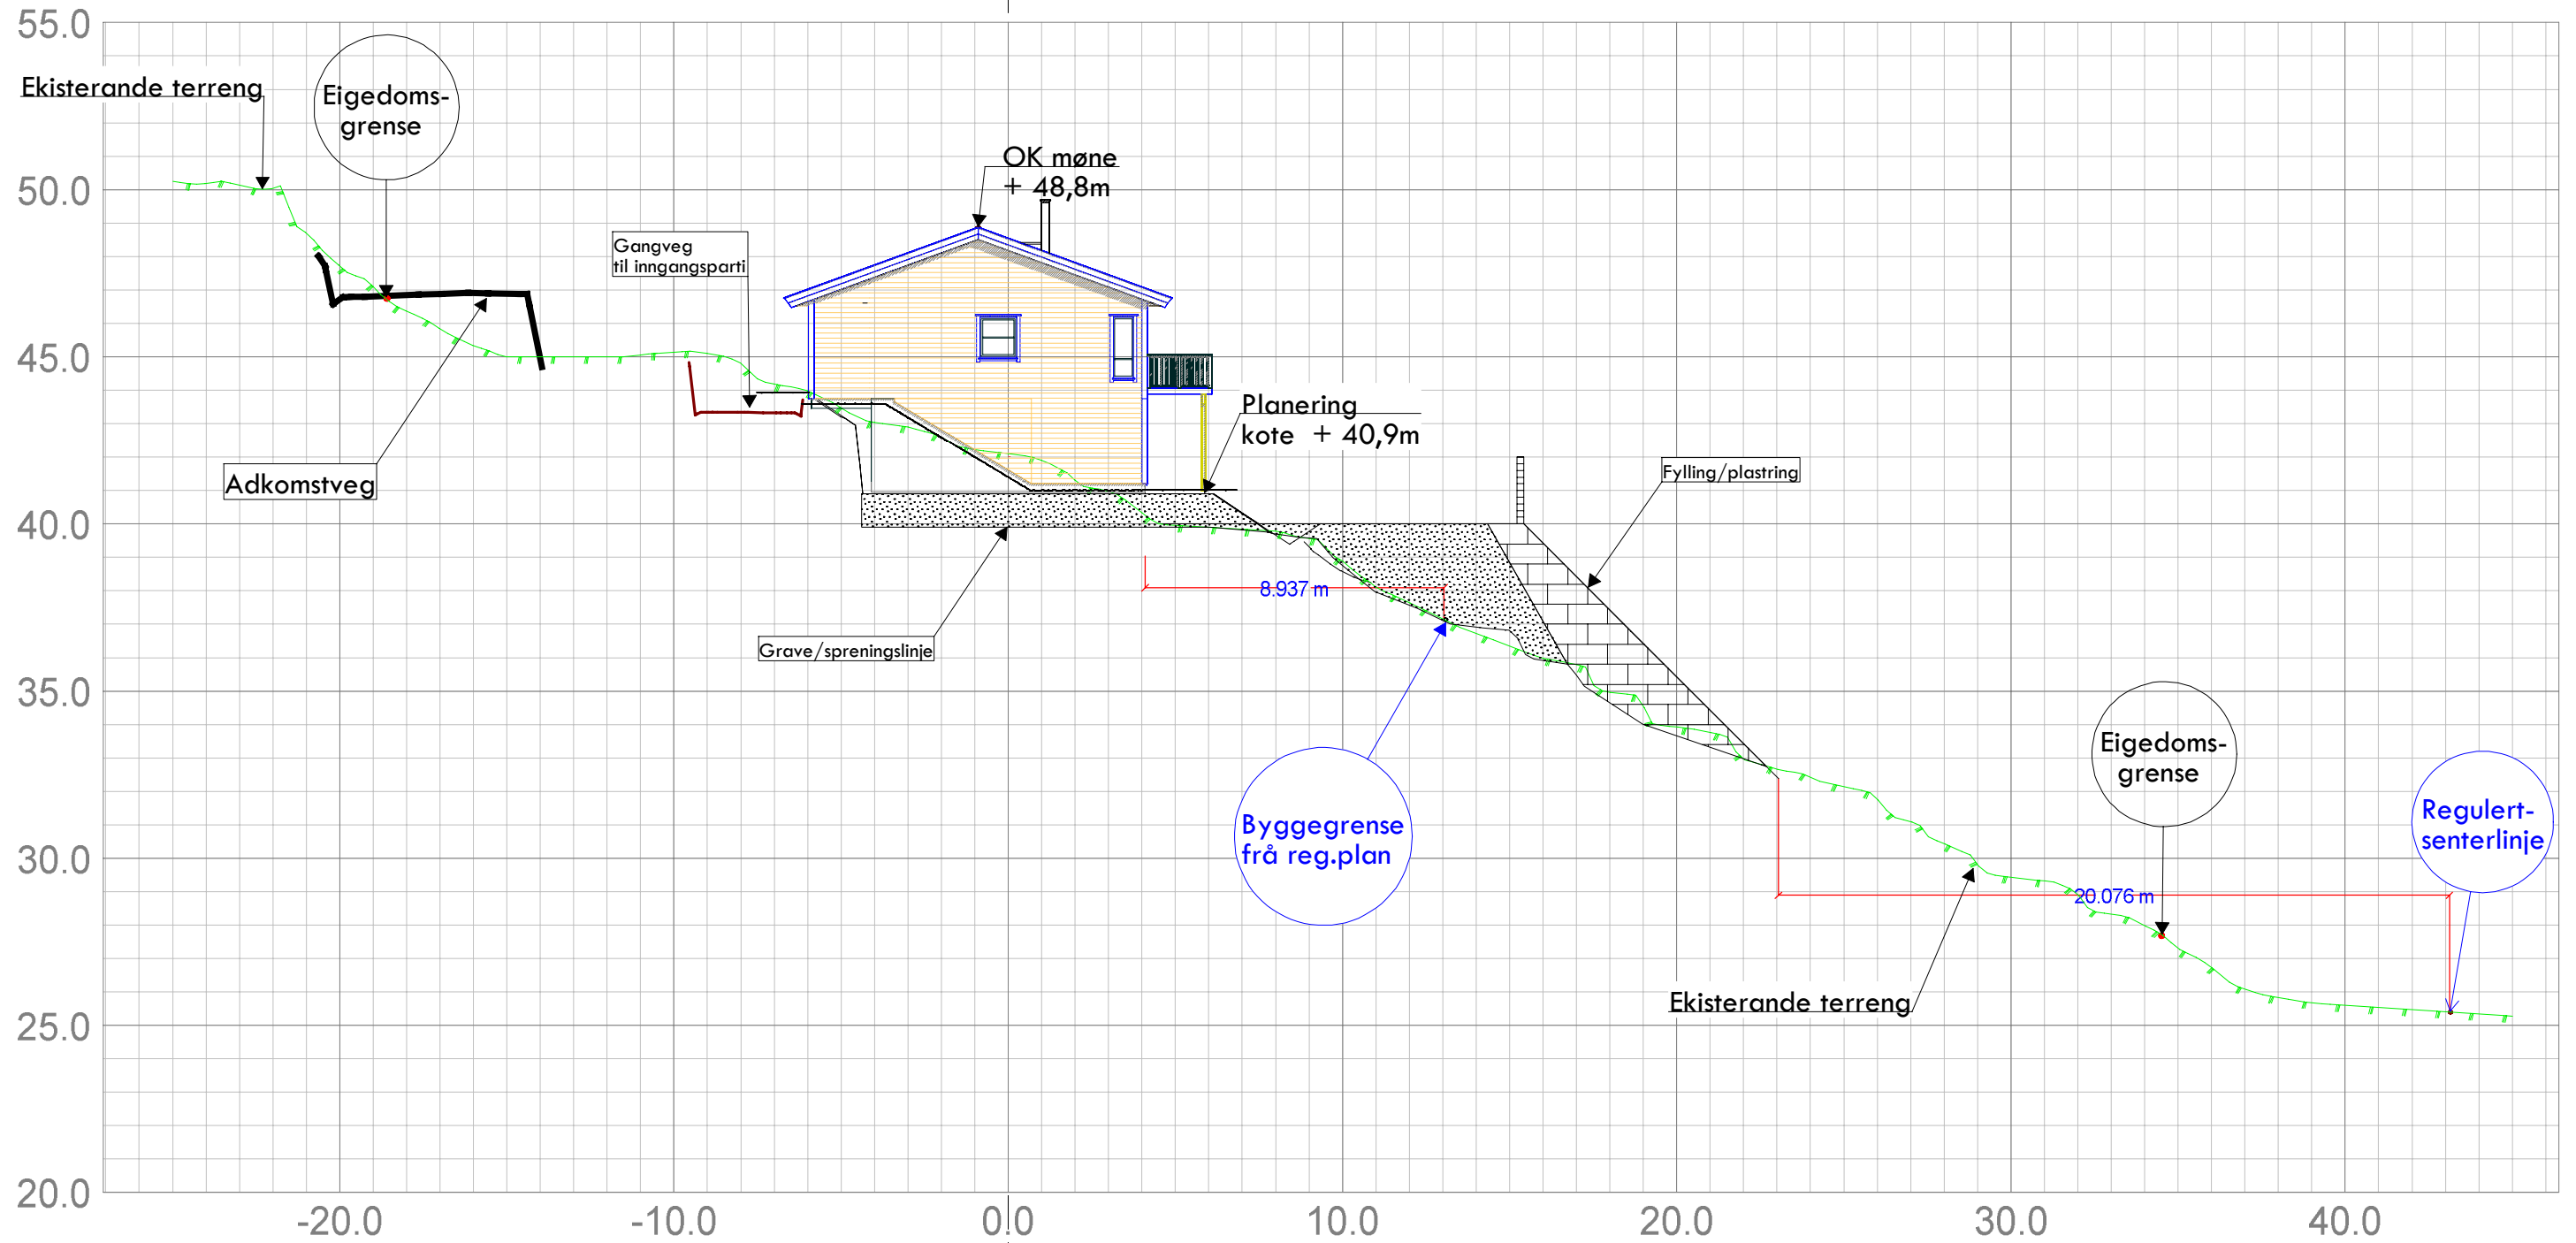 55.0
50.0
45.0
40.0
35.0
30.0
25.0
20.0
-20.0
-10.0
0.0
10.0
20.0
30.0
40.0
Ekisterande terreng
Eigedoms-
grense
OK møne
+ 48,8m
Gangveg
til inngangsparti
Adkomstveg
Planering
kote + 40,9m
Fylling/plastring
8.937 m
Grave/spreningslinje
Byggegrense
frå reg.plan
Eigedoms-
grense
Regulert-
senterlinje
20.076 m
Ekisterande terreng